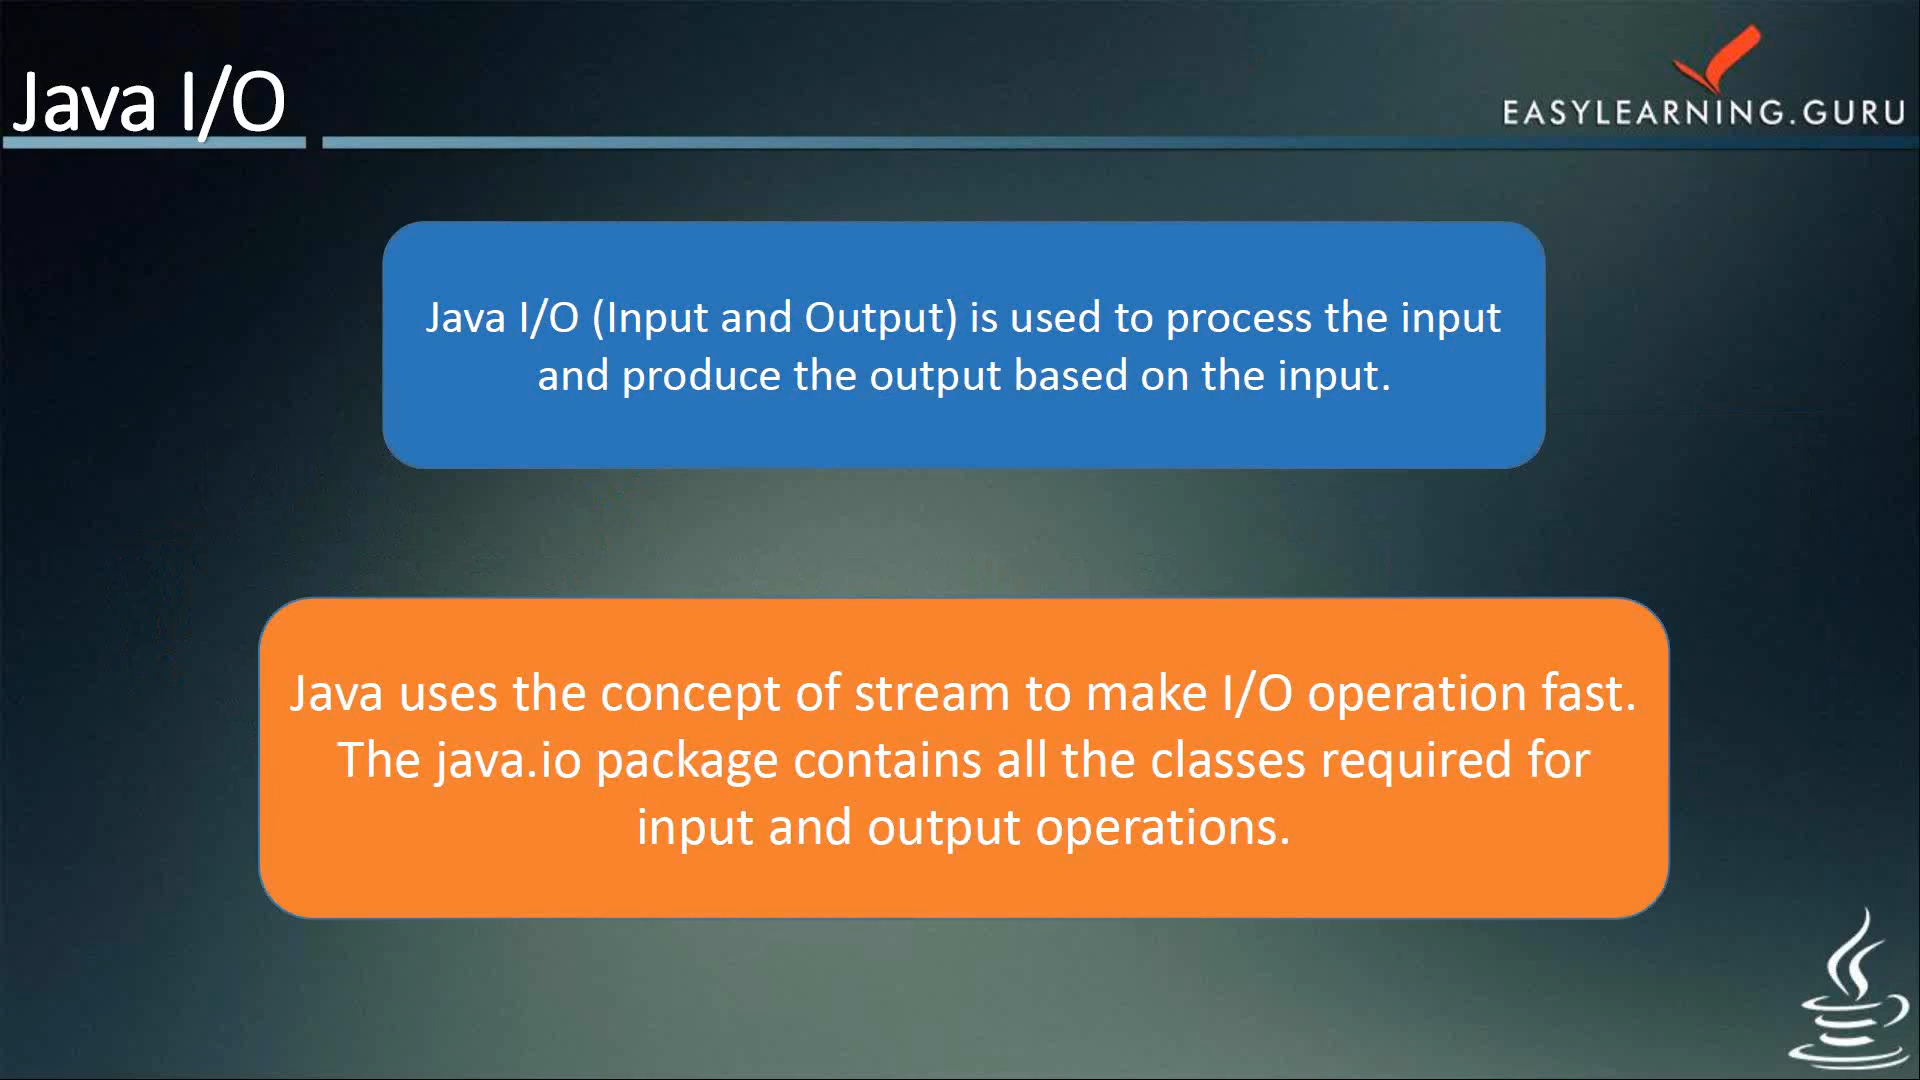 Java I/O
EASYLEARNING.GURU
Java I/O (Input and Output) is used to process the input
and produce the output based on the input.
Java uses the concept of stream to make I/O operation fast.
The java.io package contains all the classes required for
input and output operations.